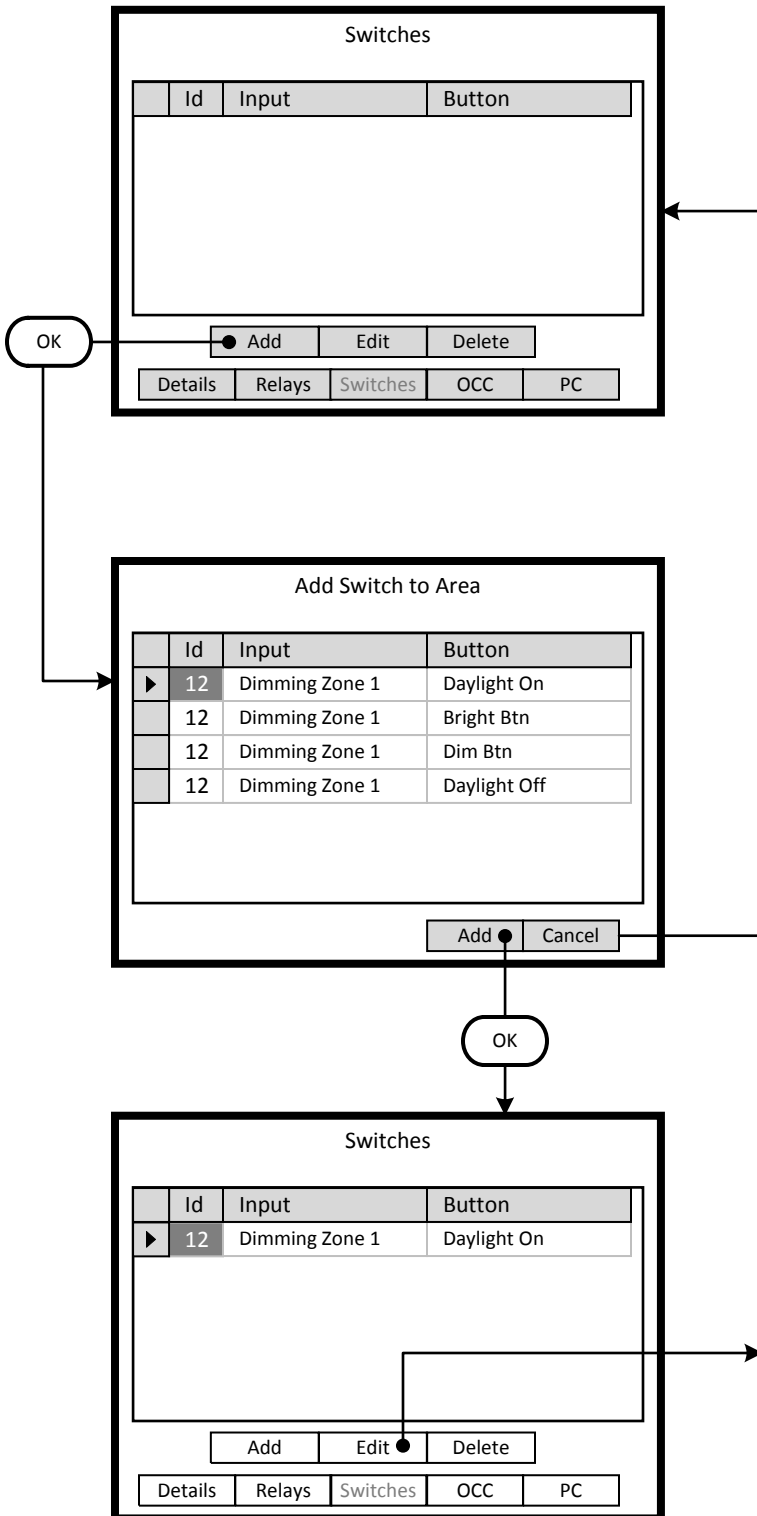 Switches
Id Input Button
OK
Add Edit Delete
Details Relays Switches OCC PC
Add Switch to Area
Id Input Button
12 Dimming Zone 1 Daylight On
12 Dimming Zone 1 Bright Btn
12 Dimming Zone 1 Dim Btn
12 Dimming Zone 1 Daylight Off
Add Cancel
OK
Switches
Id Input Button
12 Dimming Zone 1 Daylight On
Add Edit Delete
Details Relays Switches OCC PC